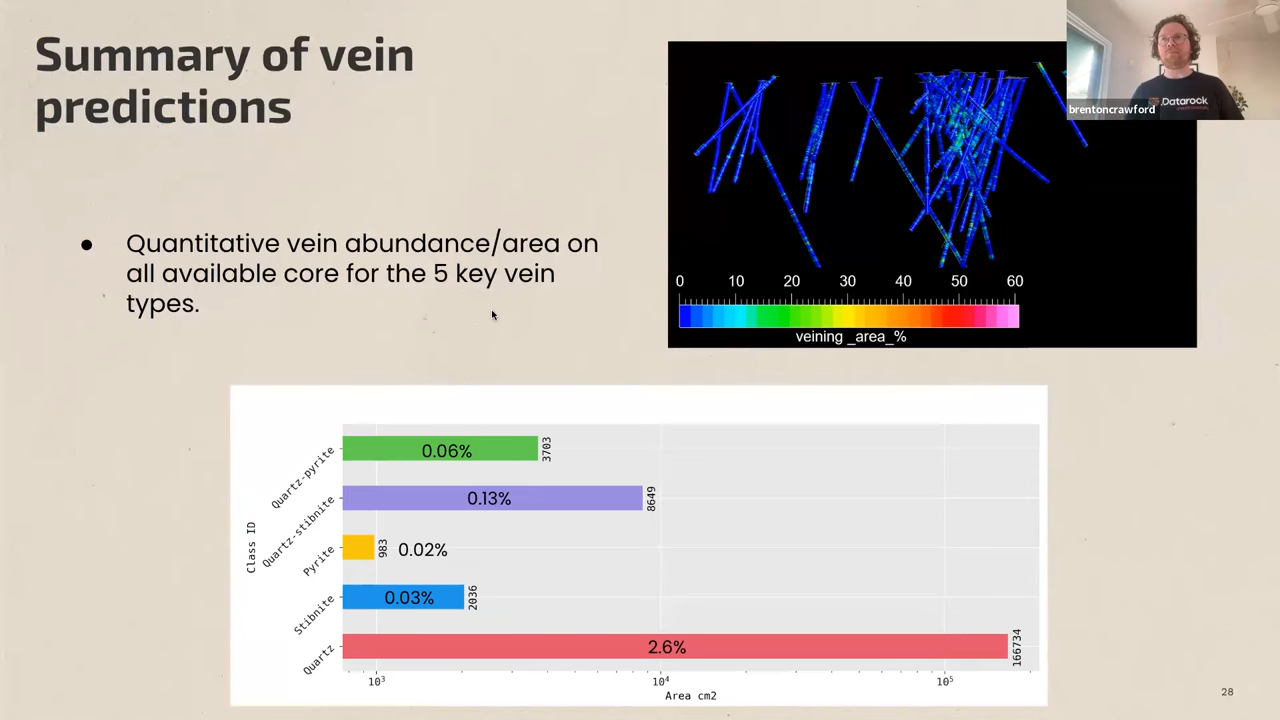 Summary of vein
predictions
● Quantitative vein abundance/area on
all available core for the 5 key vein
types.
0 10 20 30 40 50 60
veining _area_%
Datarock
brentoncrawford
Class ID
Quartz-pyrite
0.06%
3703
Quartz-stibnite
0.13%
8649
Pyrite
983
0.02%
Stibnite
0.03%
2036
Quartz
2.6%
166734
10³ 10⁴ 10⁵
Area cm2
28